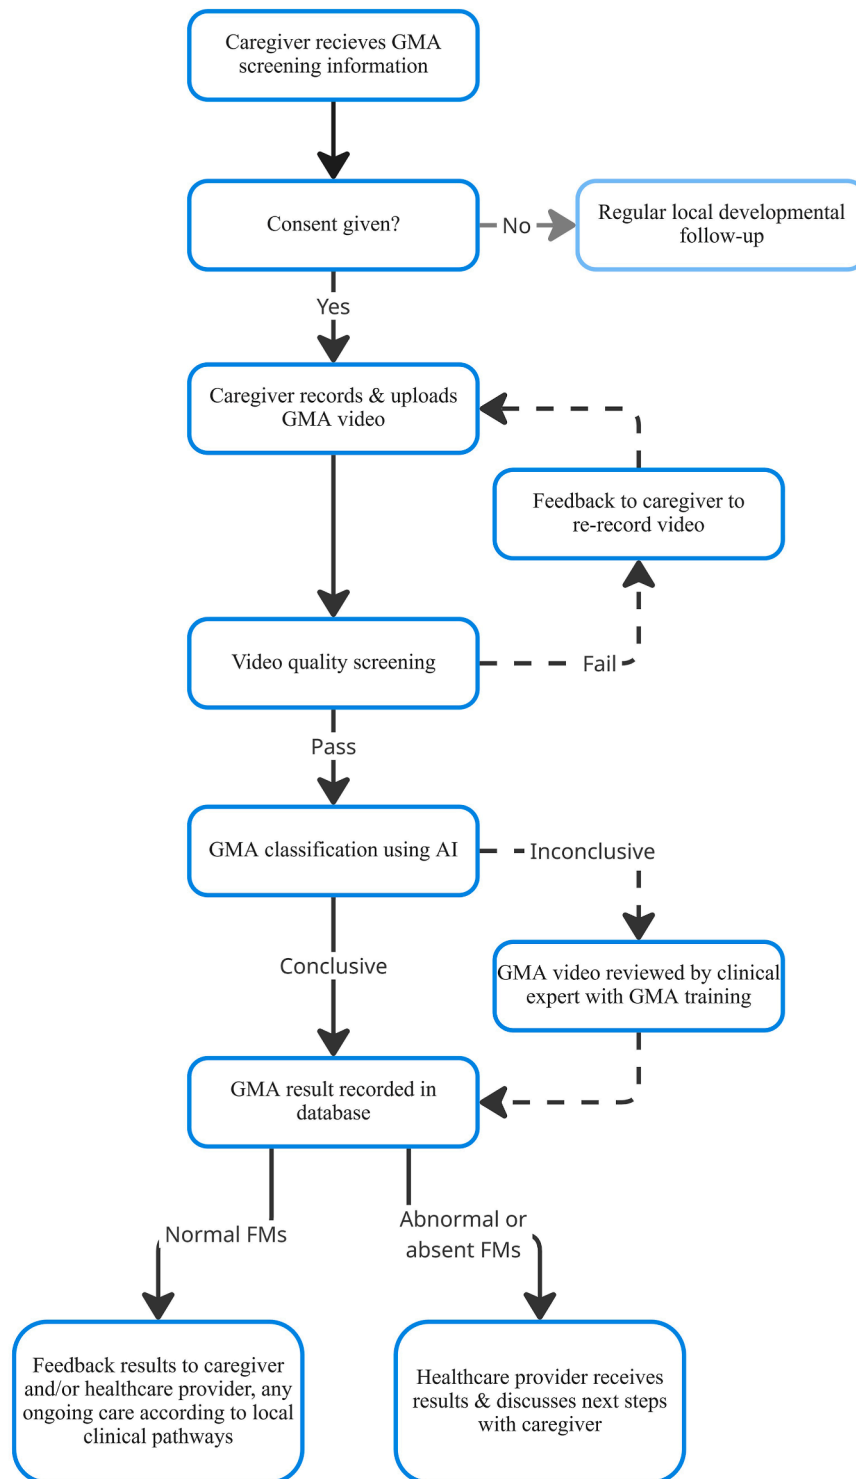 Caregiver recieves GMA
screening information
Consent given?
No
Regular local developmental
follow-up
Yes
Caregiver records & uploads
GMA video
Feedback to caregiver to
re-record video
Video quality screening
Fail
Pass
GMA classification using AI
Inconclusive
GMA video reviewed by clinical
expert with GMA training
Conclusive
GMA result recorded in
database
Normal FMs
Abnormal or
absent FMs
Feedback results to caregiver
and/or healthcare provider, any
ongoing care according to local
clinical pathways
Healthcare provider receives
results & discusses next steps
with caregiver